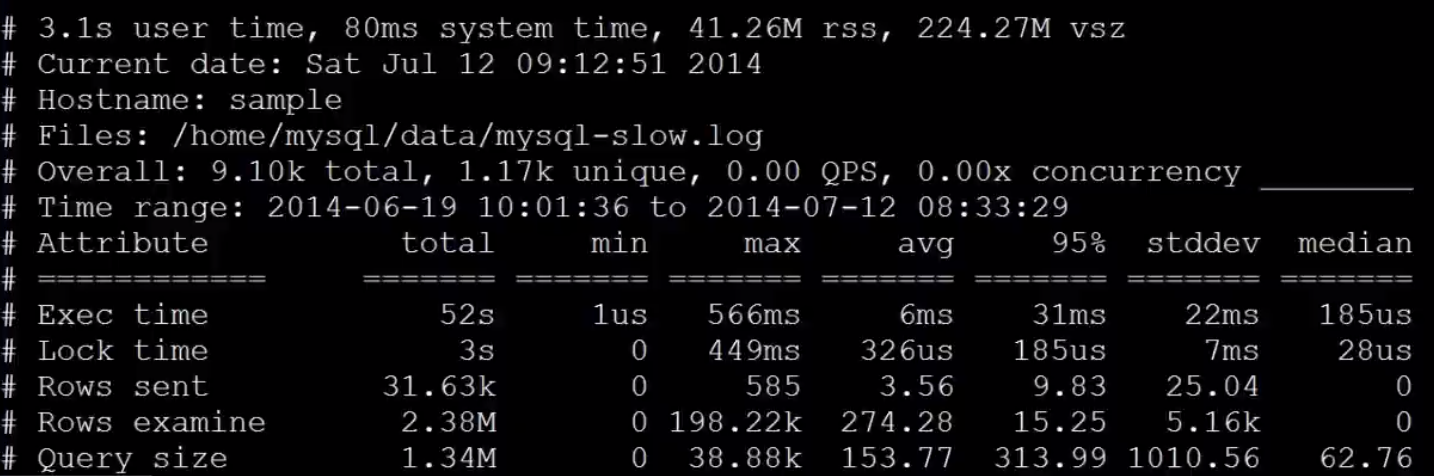 # 3.1s user time, 80ms system time, 41.26M rss, 224.27M vsz
# Current date: Sat Jul 12 09:12:51 2014
# Hostname: sample
# Files: /home/mysql/data/mysql-slow.log
# Overall: 9.10k total, 1.17k unique, 0.00 QPS, 0.00x concurrency ________
# Time range: 2014-06-19 10:01:36 to 2014-07-12 08:33:29
# Attribute          total     min     max     avg     95%  stddev  median
# ============     ======= ======= ======= ======= ======= ======= =======
# Exec time            52s     1us   566ms     6ms    31ms    22ms   185us
# Lock time             3s       0   449ms   326us   185us     7ms    28us
# Rows sent         31.63k       0     585    3.56    9.83   25.04       0
# Rows examine       2.38M       0 198.22k  274.28   15.25   5.16k       0
# Query size         1.34M       0  38.88k  153.77  313.99 1010.56   62.76